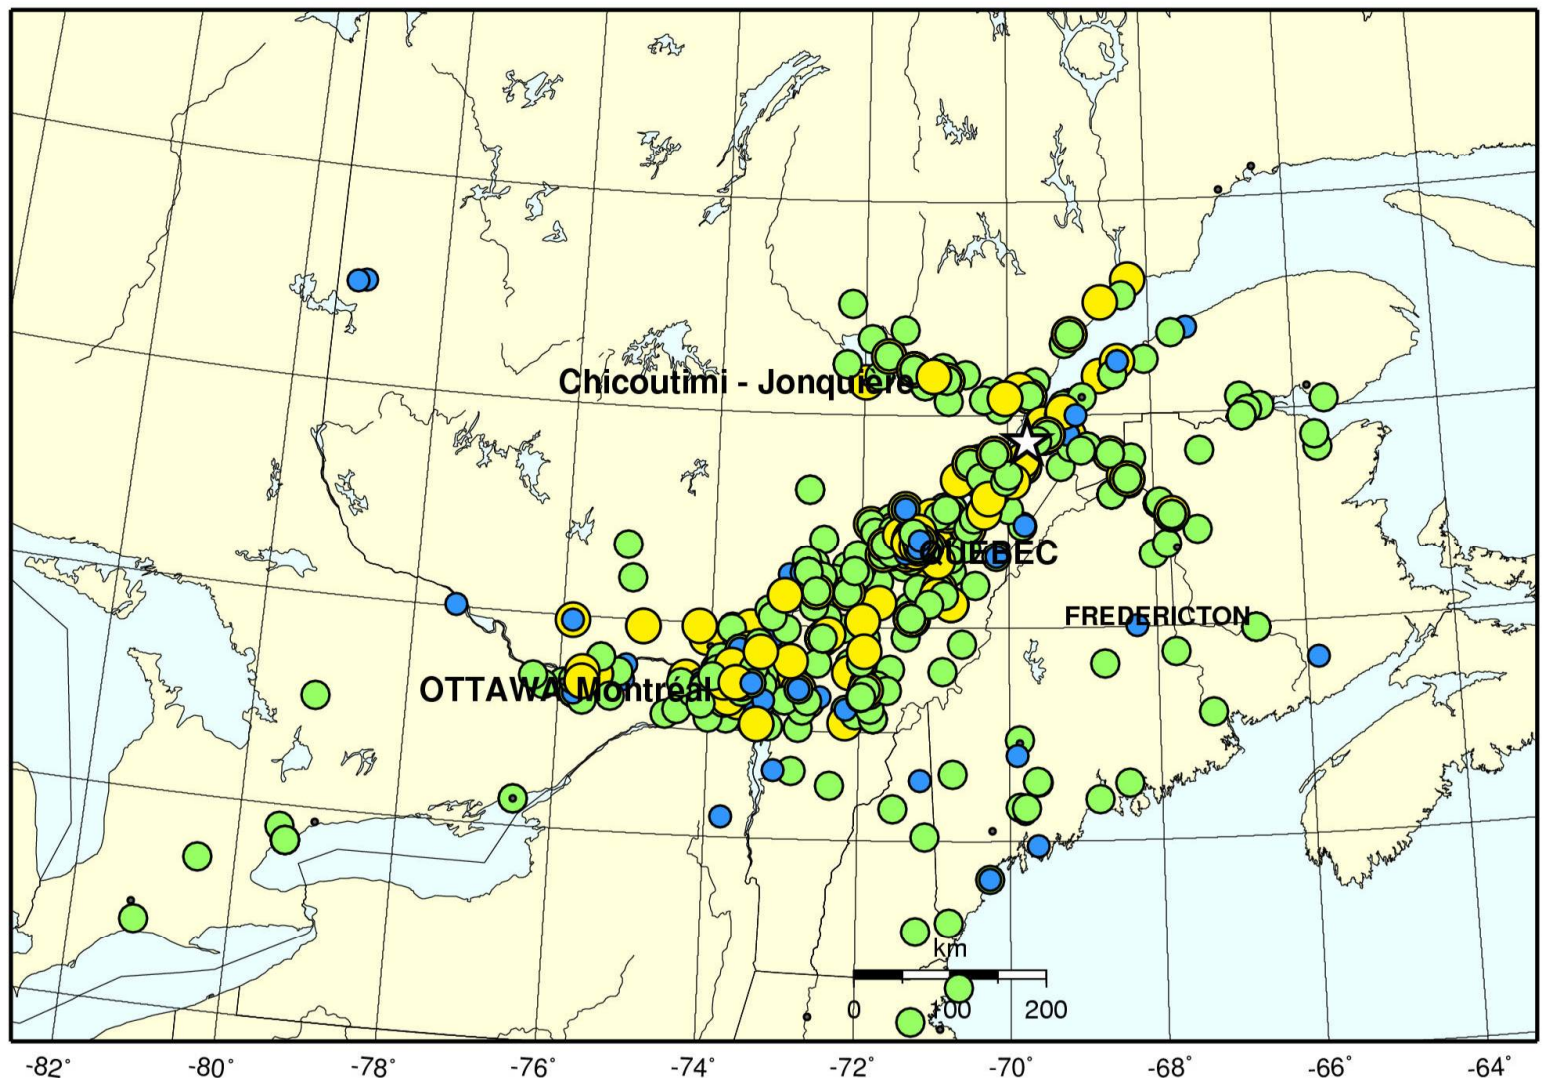 Chicoutimi - Jonquière
QUEBEC
FREDERICTON
OTTAWA Montréal
km
0 100 200
-82° -80° -78° -76° -74° -72° -70° -68° -66° -64°